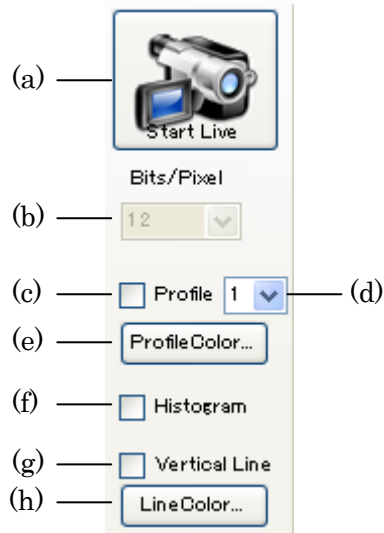 (a)
Start Live
Bits/Pixel
(b) 12
(c) Profile 1 (d)
(e) ProfileColor...
(f) Histogram
(g) Vertical Line
(h) LineColor...